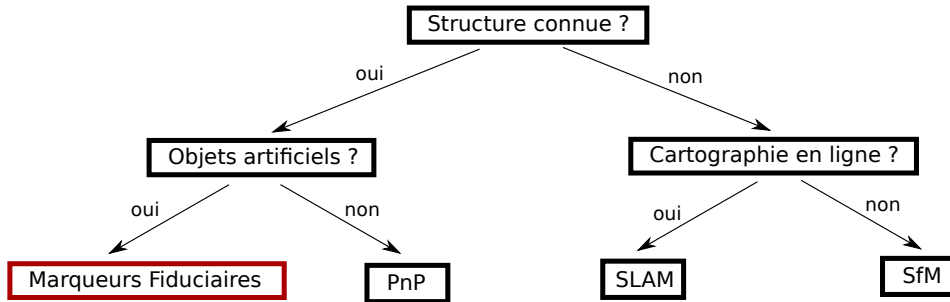 Structure connue ?
oui
non
Objets artificiels ?
Cartographie en ligne ?
oui
non
oui
non
Marqueurs Fiduciaires
PnP
SLAM
SfM